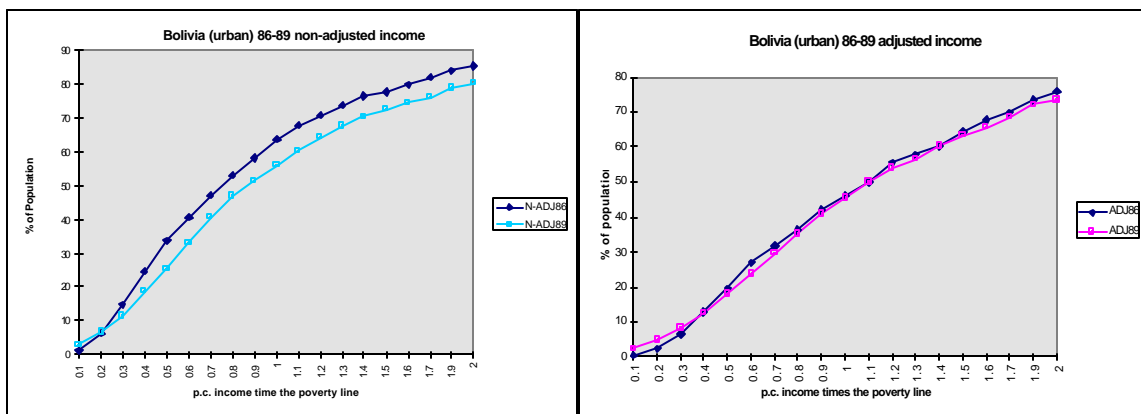 Bolivia (urban) 86-89 non-adjusted income
90
80
70
60
50
40
30
20
10
0
% of Population
0.1 0.2 0.3 0.4 0.5 0.6 0.7 0.8 0.9 1 1.1 1.2 1.3 1.4 1.5 1.6 1.7 1.9 2
p.c. income time the poverty line
N-ADJ86
N-ADJ89
Bolivia (urban) 86-89 adjusted income
80
70
60
50
40
30
20
10
0
% of population
0.1 0.2 0.3 0.4 0.5 0.6 0.7 0.8 0.9 1 1.1 1.2 1.3 1.4 1.5 1.6 1.7 1.9 2
p.c. income times the poverty line
ADJ86
ADJ89